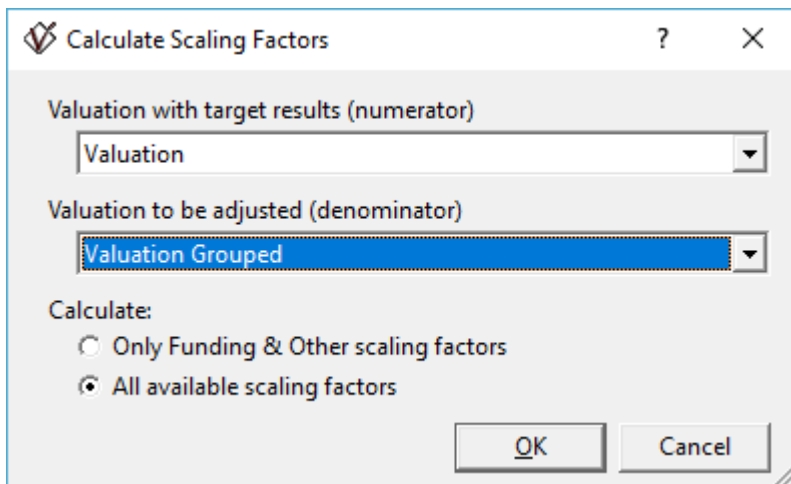 Calculate Scaling Factors ?
Valuation with target results (numerator)
Valuation
Valuation to be adjusted (denominator)
Valuation Grouped
Calculate:
Only Funding & Other scaling factors
All available scaling factors
OK Cancel